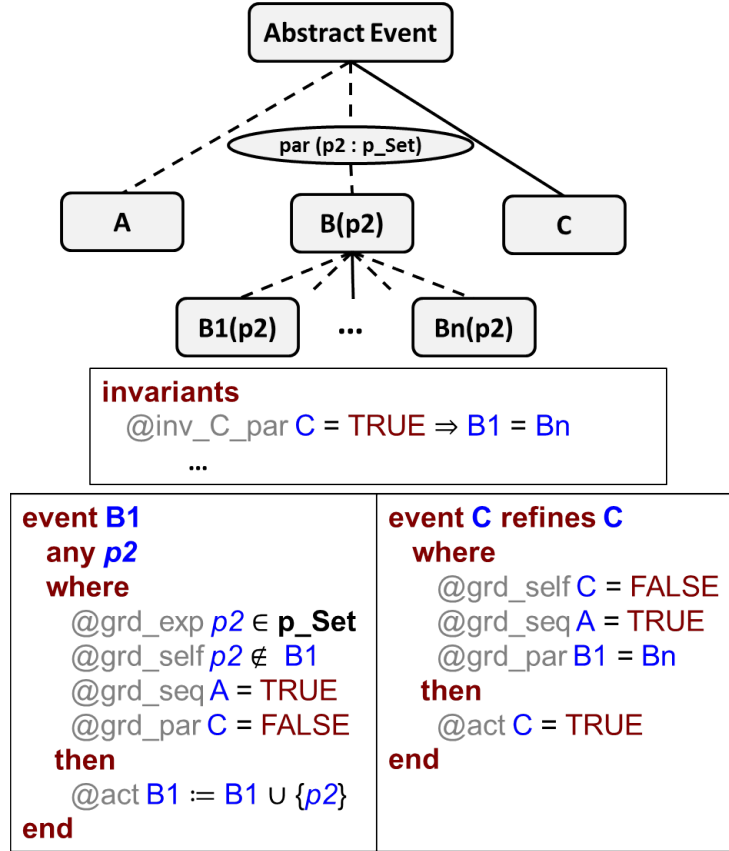 Abstract Event
par (p2 : p_Set)
A
B(p2)
C
B1(p2)
...
Bn(p2)
invariants
@inv_C_par C = TRUE ⇒ B1 = Bn
...
event B1
any p2
where
@grd_exp p2 ∈ p_Set
@grd_self p2 ∉ B1
@grd_seq A = TRUE
@grd_par C = FALSE
then
@act B1 ≔ B1 ∪ {p2}
end
event C refines C
where
@grd_self C = FALSE
@grd_seq A = TRUE
@grd_par B1 = Bn
then
@act C = TRUE
end